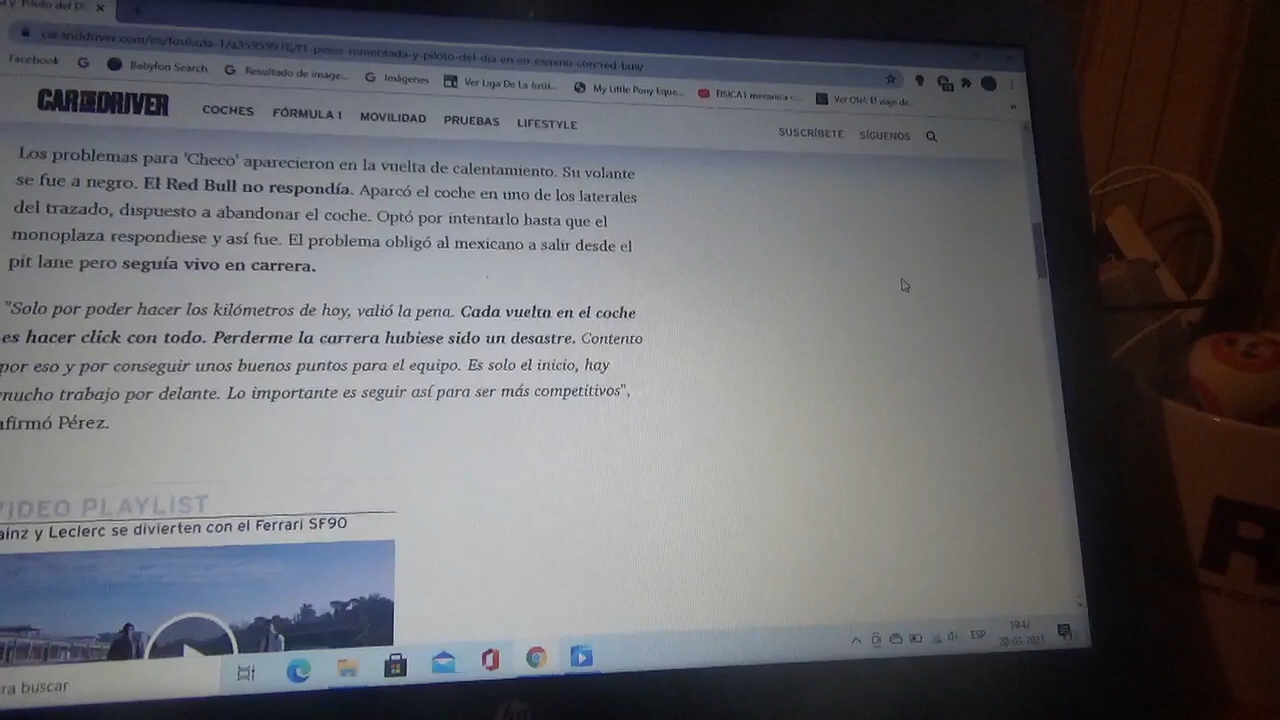 Facebook
Babylon Search
Resultado de image...
Imágenes
Ver Liga De La Insti...
My Little Pony Eque...
FISICA1 mecanica c...
CAR AND DRIVER
COCHES FÓRMULA 1 MOVILIDAD PRUEBAS LIFESTYLE
SUSCRÍBETE SÍGUENOS
Los problemas para 'Checo' aparecieron en la vuelta de calentamiento. Su volante
se fue a negro. El Red Bull no respondía. Aparcó el coche en uno de los laterales
del trazado, dispuesto a abandonar el coche. Optó por intentarlo hasta que el
monoplaza respondiese y así fue. El problema obligó al mexicano a salir desde el
pit lane pero seguía vivo en carrera.
"Solo por poder hacer los kilómetros de hoy, valió la pena. Cada vuelta en el coche
es hacer click con todo. Perderme la carrera hubiese sido un desastre. Contento
por eso y por conseguir unos buenos puntos para el equipo. Es solo el inicio, hay
mucho trabajo por delante. Lo importante es seguir así para ser más competitivos",
afirmó Pérez.
VIDEO PLAYLIST
ainz y Leclerc se divierten con el Ferrari SF90
ra buscar
ESP
hp
R